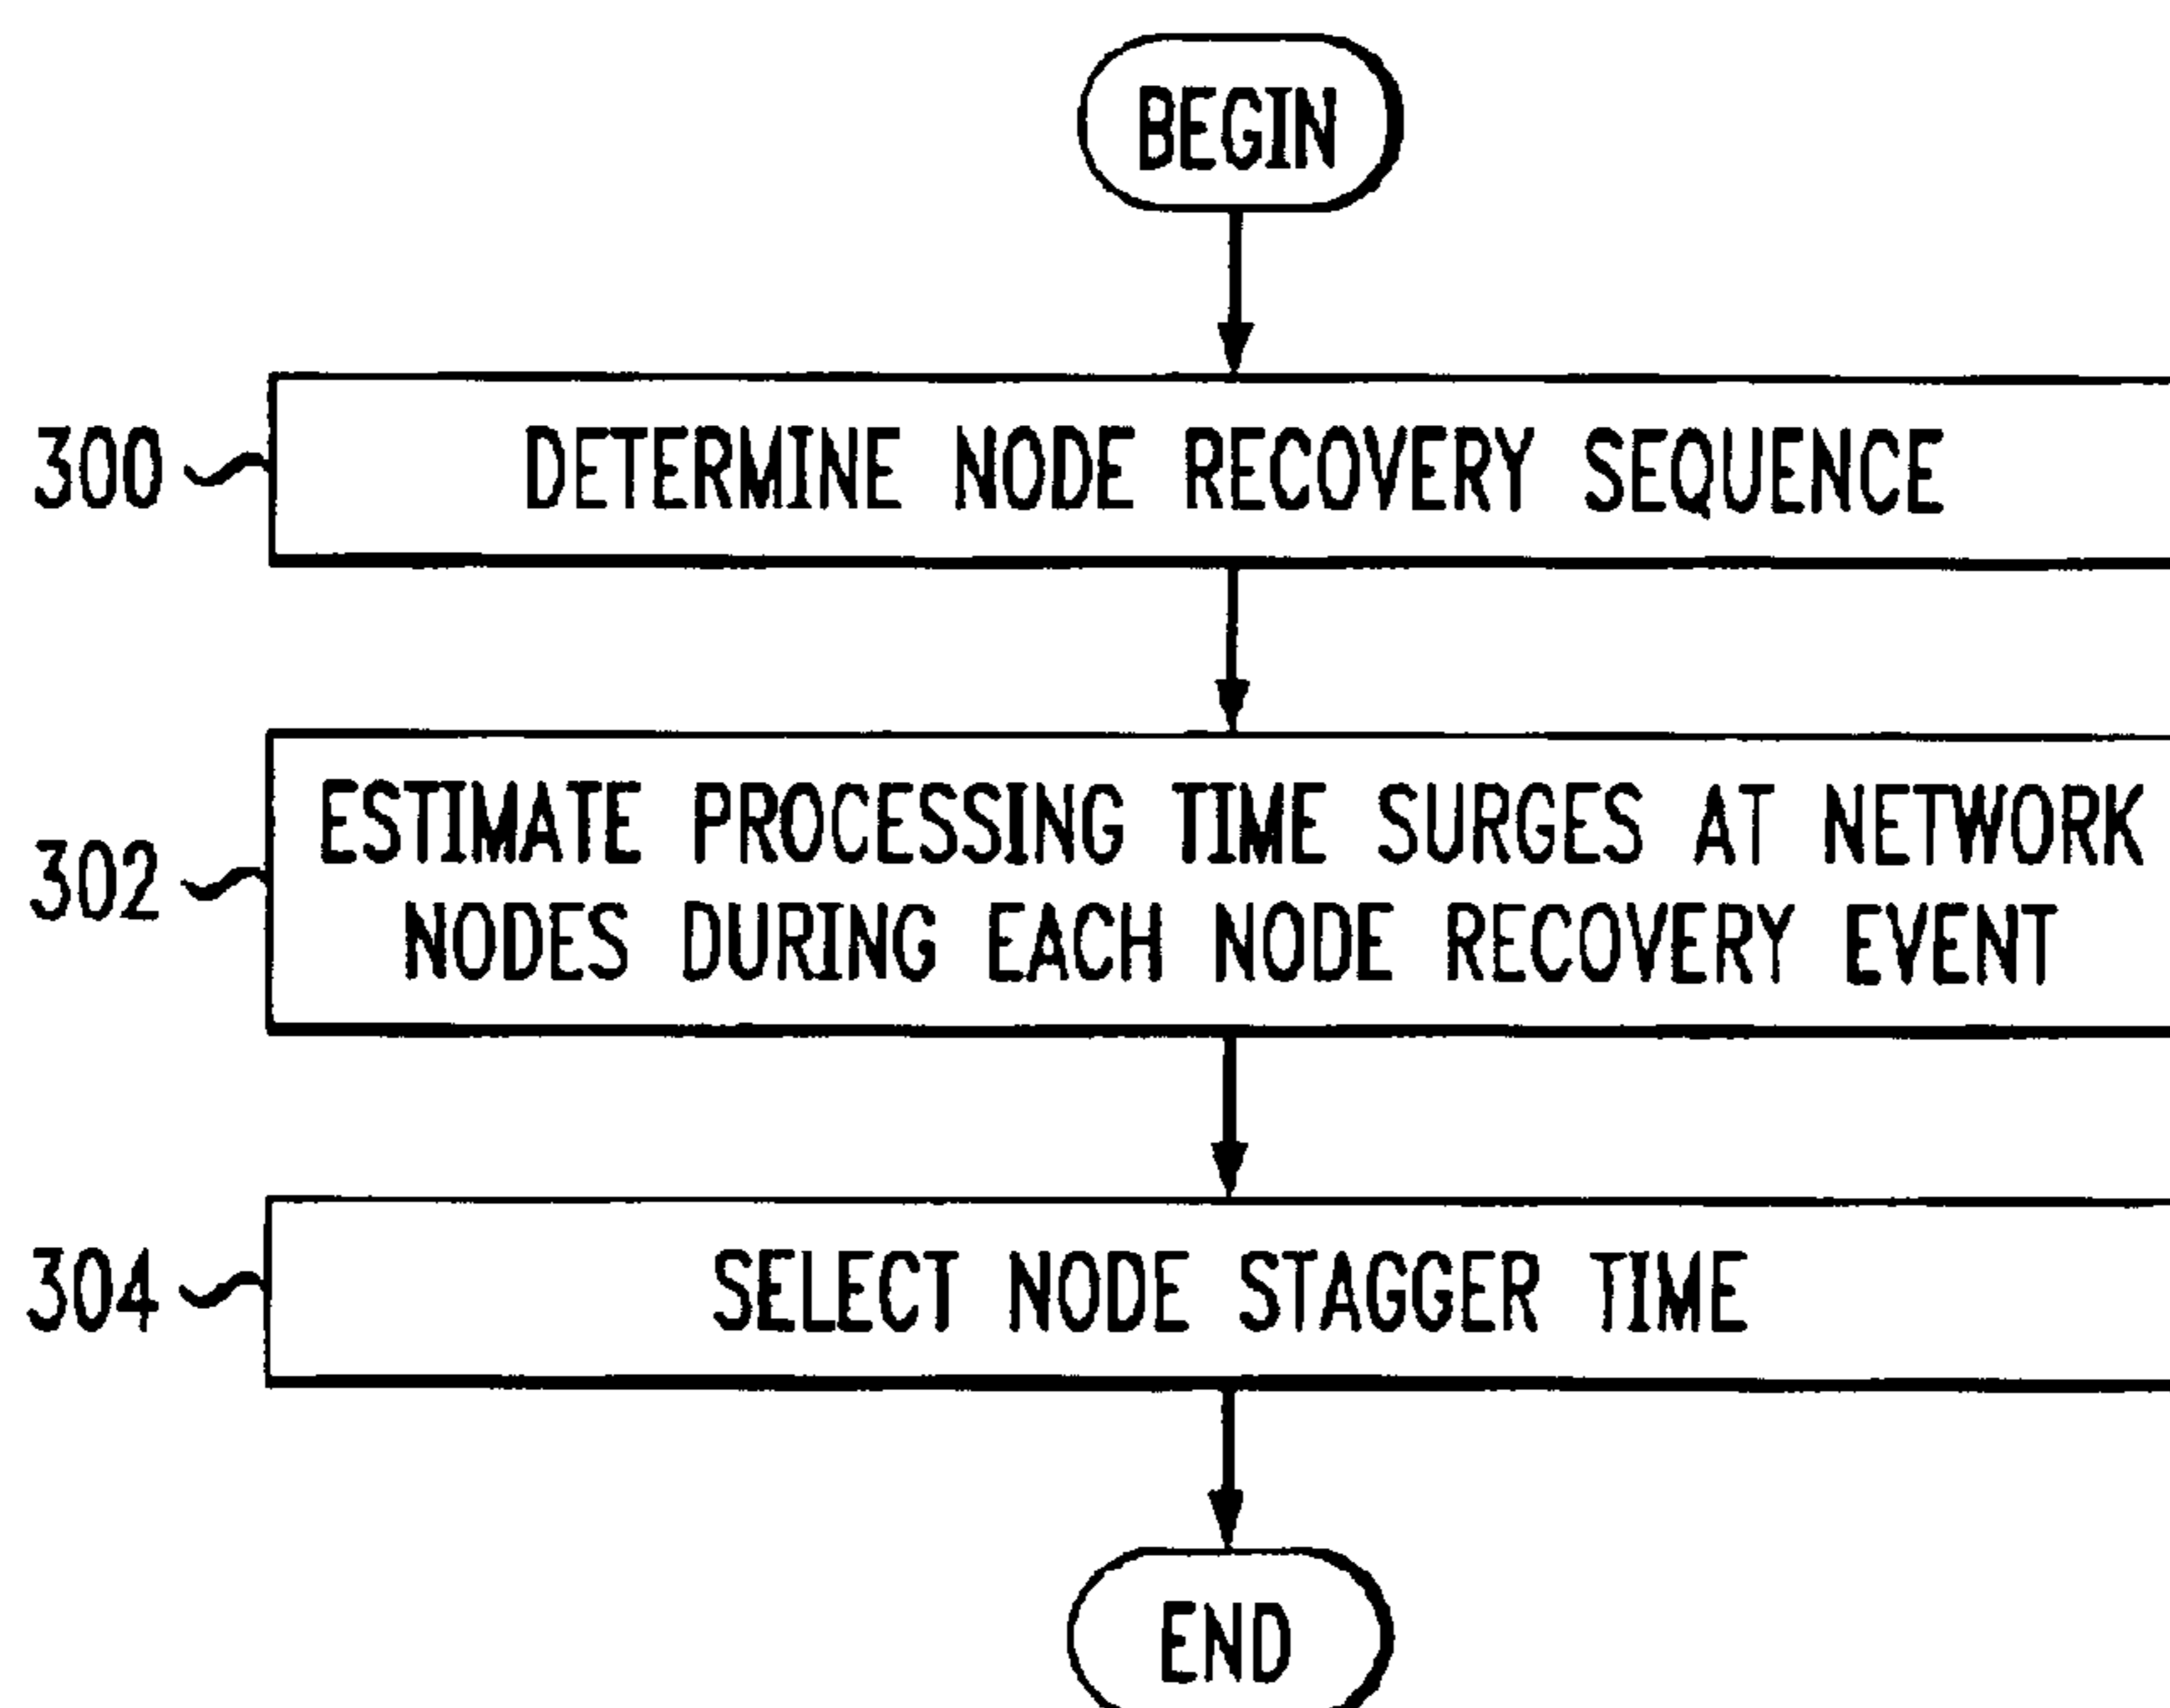 BEGIN
300
DETERMINE NODE RECOVERY SEQUENCE
302
ESTIMATE PROCESSING TIME SURGES AT NETWORK
NODES DURING EACH NODE RECOVERY EVENT
304
SELECT NODE STAGGER TIME
END